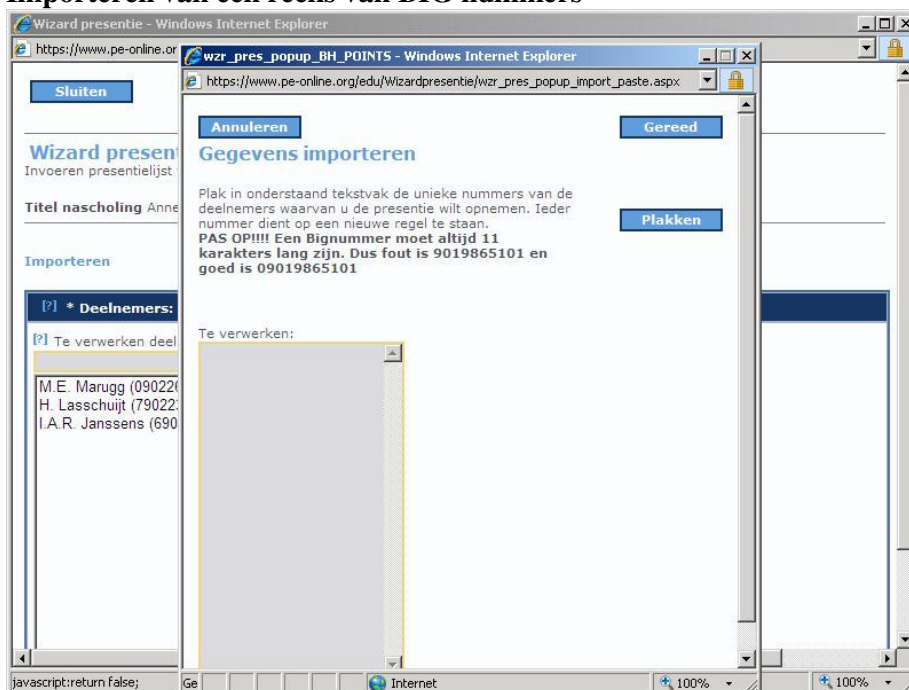 Importeren van een reeks van BIG nummers
Wizard presentie - Windows Internet Explorer
https://www.pe-online.or
wzr_pres_popup_BH_POINTS - Windows Internet Explorer
https://www.pe-online.org/edu/Wizardpresentie/wzr_pres_popup_import_paste.aspx
Sluiten
Annuleren
Gereed
Wizard presen
Invoeren presentielijst
Titel nascholing Anne
Importeren
[?] * Deelnemers:
[?] Te verwerken deel
M.E. Marugg (09022
H. Lasschuijt (79022
I.A.R. Janssens (690
Gegevens importeren
Plak in onderstaand tekstvak de unieke nummers van de
deelnemers waarvan u de presentie wilt opnemen. Ieder
nummer dient op een nieuwe regel te staan.
PAS OP!!!! Een Bignummer moet altijd 11
karakters lang zijn. Dus fout is 9019865101 en
goed is 09019865101
Plakken
Te verwerken:
javascript:return false;
Ge
Internet
100%
100%